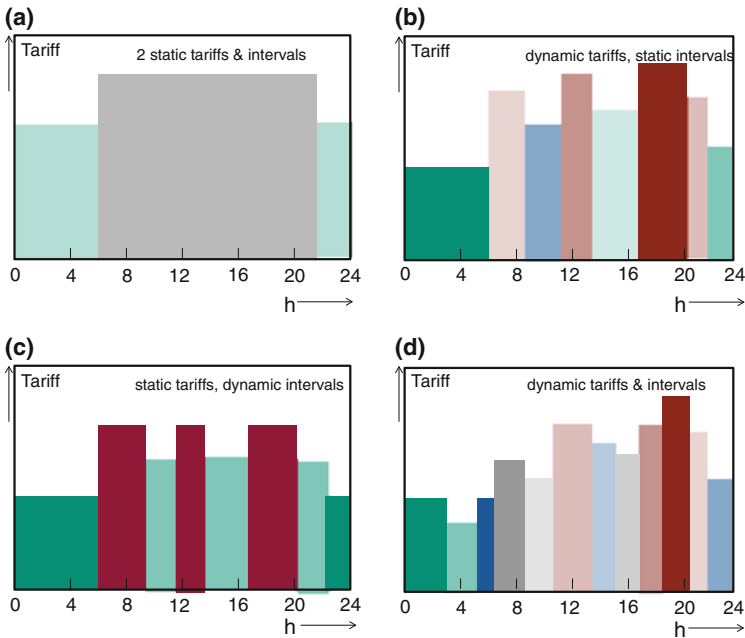 (a)
Tariff
2 static tariffs & intervals
0 4 8 12 16 20 24
h
(b)
Tariff
dynamic tariffs, static intervals
0 4 8 12 16 20 24
h
(c)
Tariff
static tariffs, dynamic intervals
0 4 8 12 16 20 24
h
(d)
Tariff
dynamic tariffs & intervals
0 4 8 12 16 20 24
h